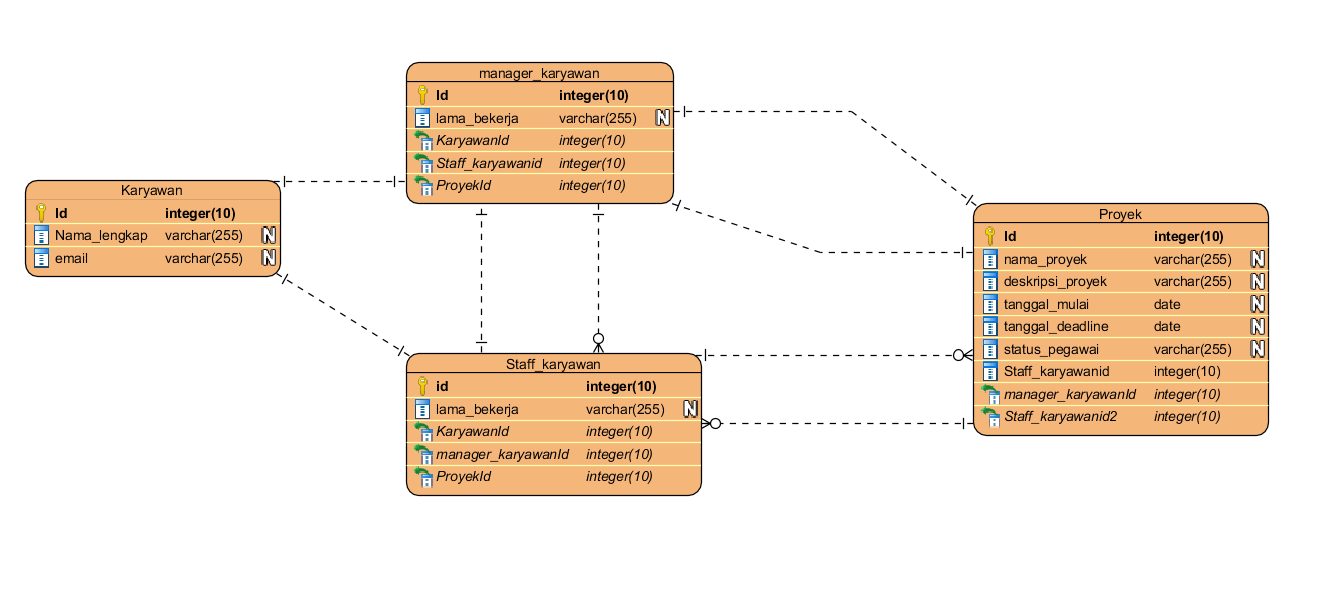 manager_karyawan
Id integer(10)
lama_bekerja varchar(255) N
KaryawanId integer(10)
Staff_karyawanid integer(10)
ProyekId integer(10)
Karyawan
Id integer(10)
Nama_lengkap varchar(255) N
email varchar(255) N
Proyek
Id integer(10)
nama_proyek varchar(255) N
deskripsi_proyek varchar(255) N
tanggal_mulai date N
tanggal_deadline date N
status_pegawai varchar(255) N
Staff_karyawanid integer(10)
manager_karyawanId integer(10)
Staff_karyawanid2 integer(10)
Staff_karyawan
id integer(10)
lama_bekerja varchar(255) N
KaryawanId integer(10)
manager_karyawanId integer(10)
ProyekId integer(10)